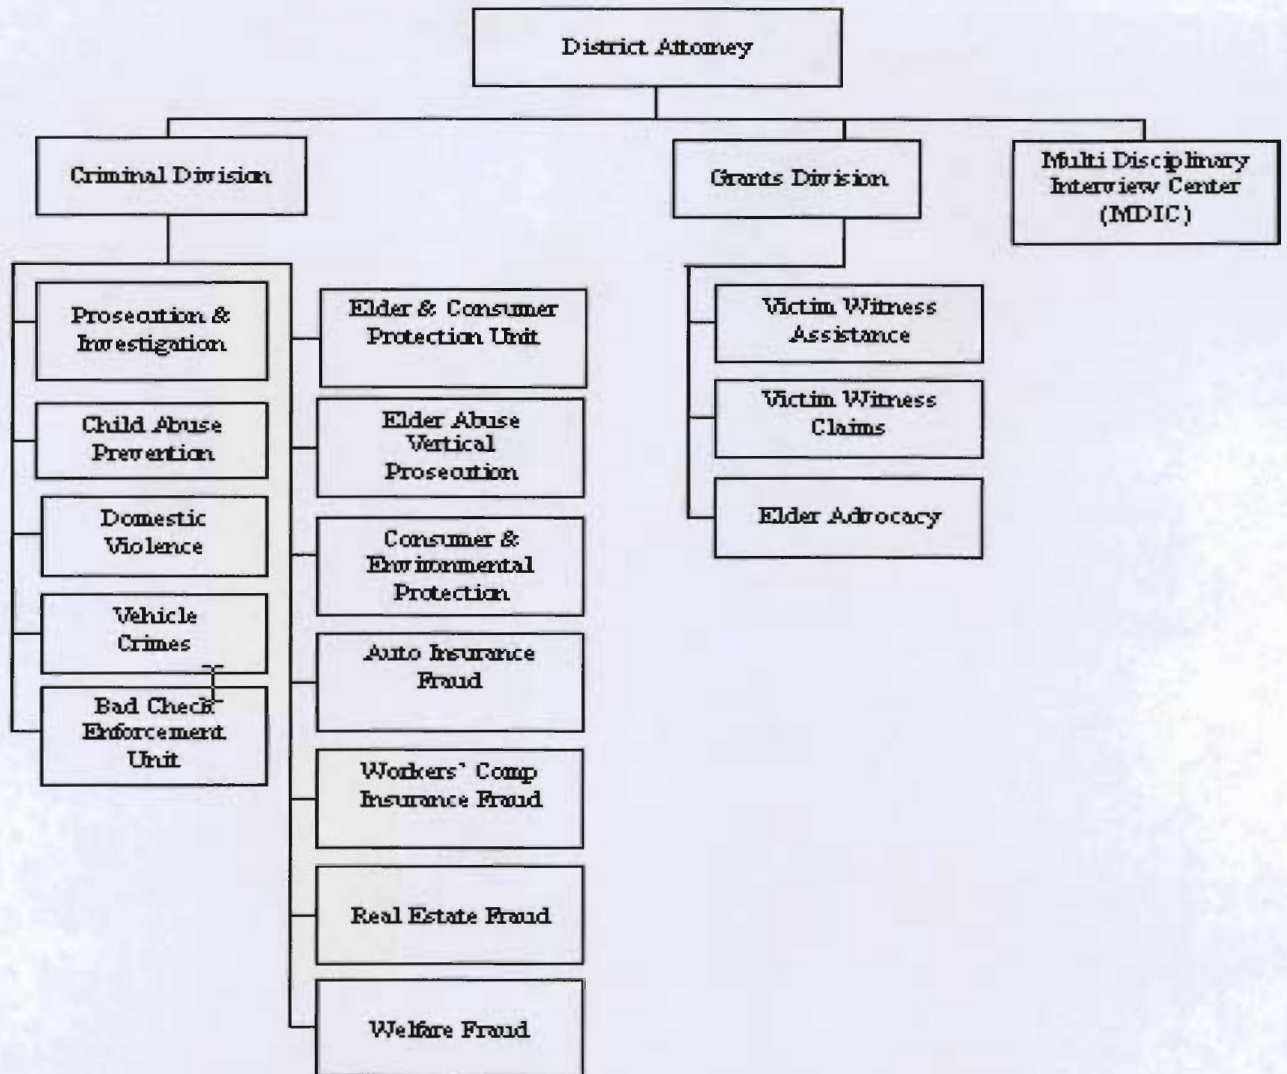 District Attorney
Criminal Division
Grants Division
Multi Disciplinary
Interview Center
(MDIC)
Prosecution &
Investigation
Child Abuse
Prevention
Domestic
Violence
Vehicle
Crimes
Bad Check
Enforcement
Unit
Elder & Consumer
Protection Unit
Elder Abuse
Vertical
Prosecution
Consumer &
Environmental
Protection
Auto Insurance
Fraud
Workers' Comp
Insurance Fraud
Real Estate Fraud
Welfare Fraud
Victim Witness
Assistance
Victim Witness
Claims
Elder Advocacy